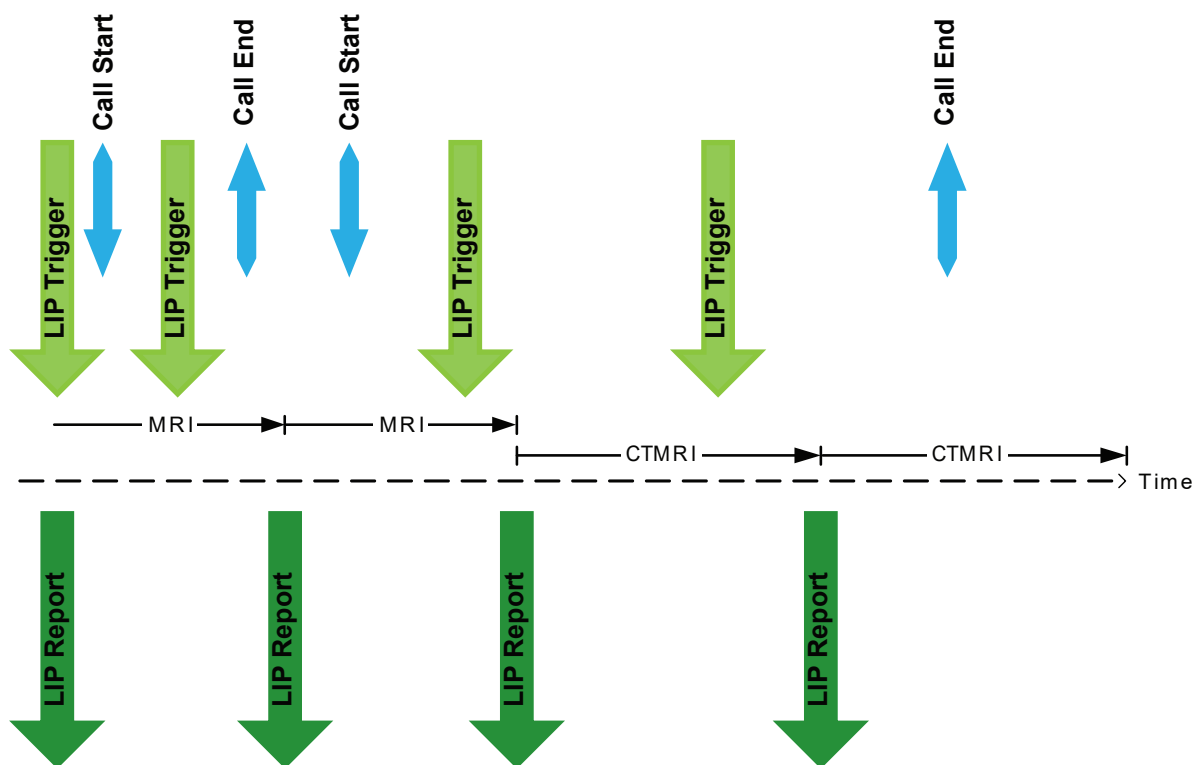 Call Start
Call End
Call Start
Call End
LIP Trigger
LIP Trigger
LIP Trigger
LIP Trigger
MRI
MRI
CTMRI
CTMRI
Time
LIP Report
LIP Report
LIP Report
LIP Report